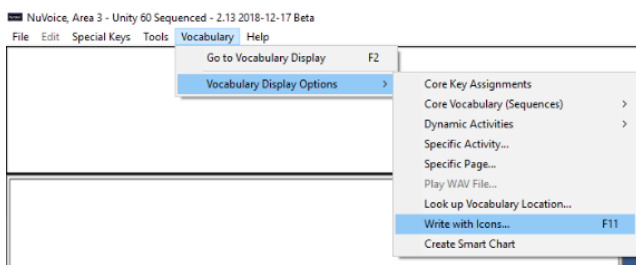 NuVoice, Area 3 - Unity 60 Sequenced - 2.13 2018-12-17 Beta
File Edit Special Keys Tools Vocabulary Help
Go to Vocabulary Display F2
Vocabulary Display Options >
Core Key Assignments
Core Vocabulary (Sequences) >
Dynamic Activities >
Specific Activity...
Specific Page...
Play WAV File...
Look up Vocabulary Location...
Write with Icons... F11
Create Smart Chart